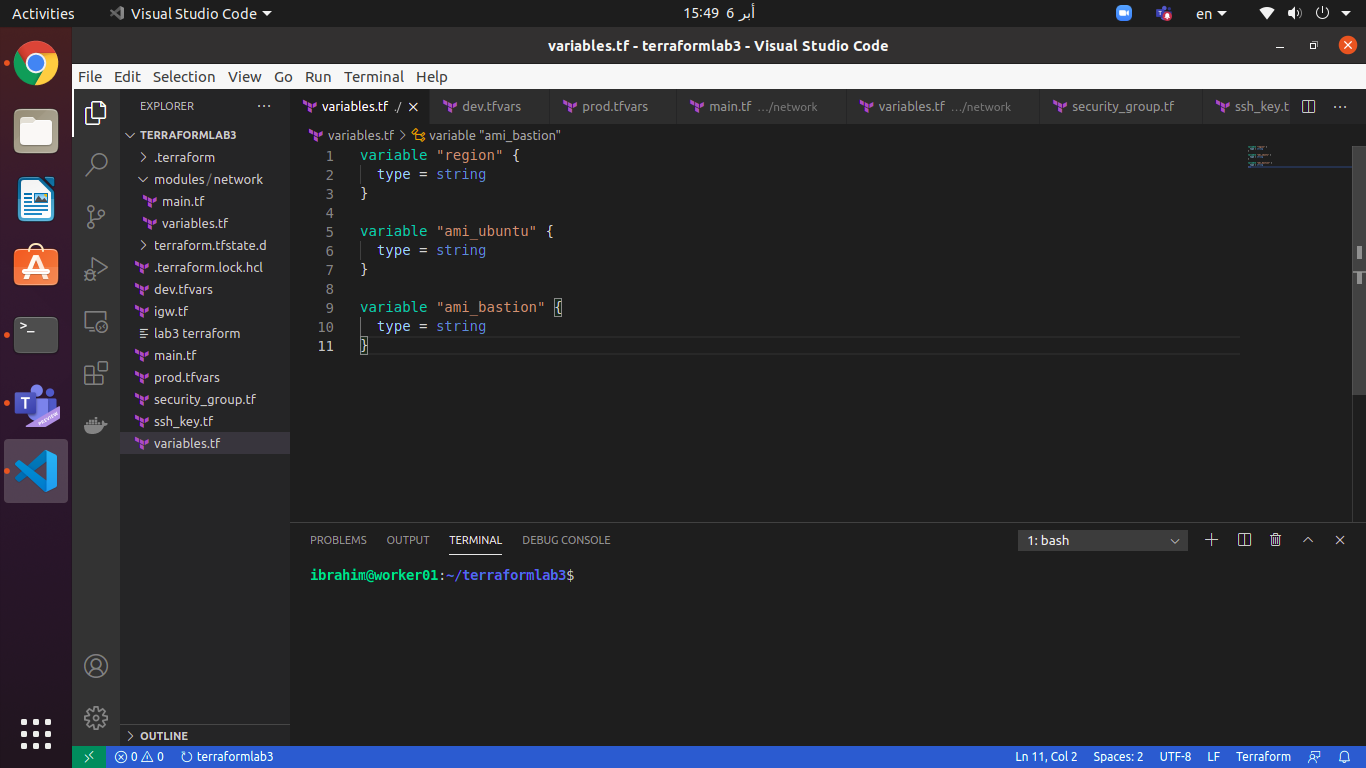 Activities
Visual Studio Code
15:49 6 أبر
en
variables.tf - terraformlab3 - Visual Studio Code
File Edit Selection View Go Run Terminal Help
EXPLORER
TERRAFORMLAB3
.terraform
modules/network
main.tf
variables.tf
terraform.tfstate.d
.terraform.lock.hcl
dev.tfvars
igw.tf
lab3 terraform
main.tf
prod.tfvars
security_group.tf
ssh_key.tf
variables.tf
OUTLINE
variables.tf ./ dev.tfvars prod.tfvars main.tf .../network variables.tf .../network security_group.tf ssh_key.t
variables.tf > variable "ami_bastion"
1 variable "region" {
2 type = string
3 }
4
5 variable "ami_ubuntu" {
6 type = string
7 }
8
9 variable "ami_bastion" {
10 type = string
11 }
PROBLEMS OUTPUT TERMINAL DEBUG CONSOLE
1: bash
ibrahim@worker01:~/terraformlab3$
0 0 terraformlab3
Ln 11, Col 2 Spaces: 2 UTF-8 LF Terraform